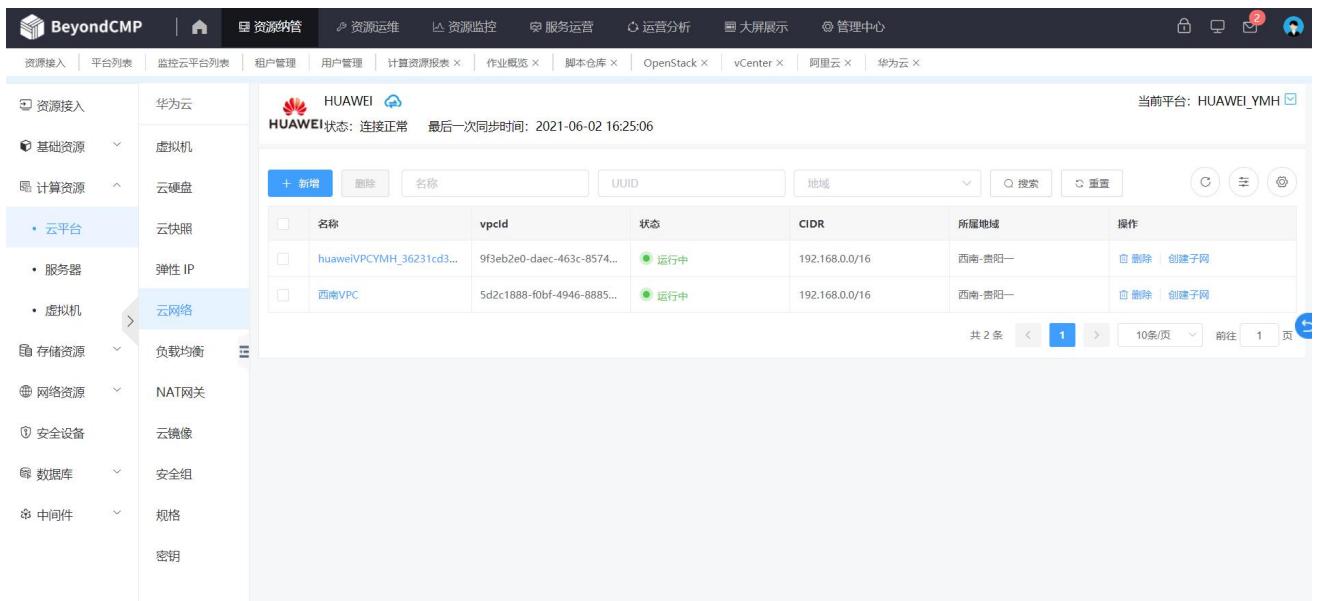 BeyondCMP 资源纳管 资源运维 资源监控 服务运营 运营分析 大屏展示 管理中心 2
资源接入 平台列表 监控云平台列表 租户管理 用户管理 计算资源报表 × 作业概览 × 脚本仓库 × OpenStack × vCenter × 阿里云 × 华为云 ×
资源接入
基础资源
计算资源
云平台
服务器
虚拟机
存储资源
网络资源
安全设备
数据库
中间件
华为云
虚拟机
云硬盘
云快照
弹性 IP
云网络
负载均衡
NAT网关
云镜像
安全组
规格
密钥
HUAWEI 当前平台：HUAWEI_YMH
HUAWEI 状态：连接正常 最后一次同步时间：2021-06-02 16:25:06
+ 新增 删除 名称 UUID 地域 搜索 重置
名称 vpcId 状态 CIDR 所属地域 操作
huaweiVPCYMH_36231cd3... 9f3eb2e0-daec-463c-8574... 运行中 192.168.0.0/16 西南-贵阳一 删除 创建子网
西南VPC 5d2c1888-f0bf-4946-8885... 运行中 192.168.0.0/16 西南-贵阳一 删除 创建子网
共 2 条 < 1 > 10条/页 前往 1 页